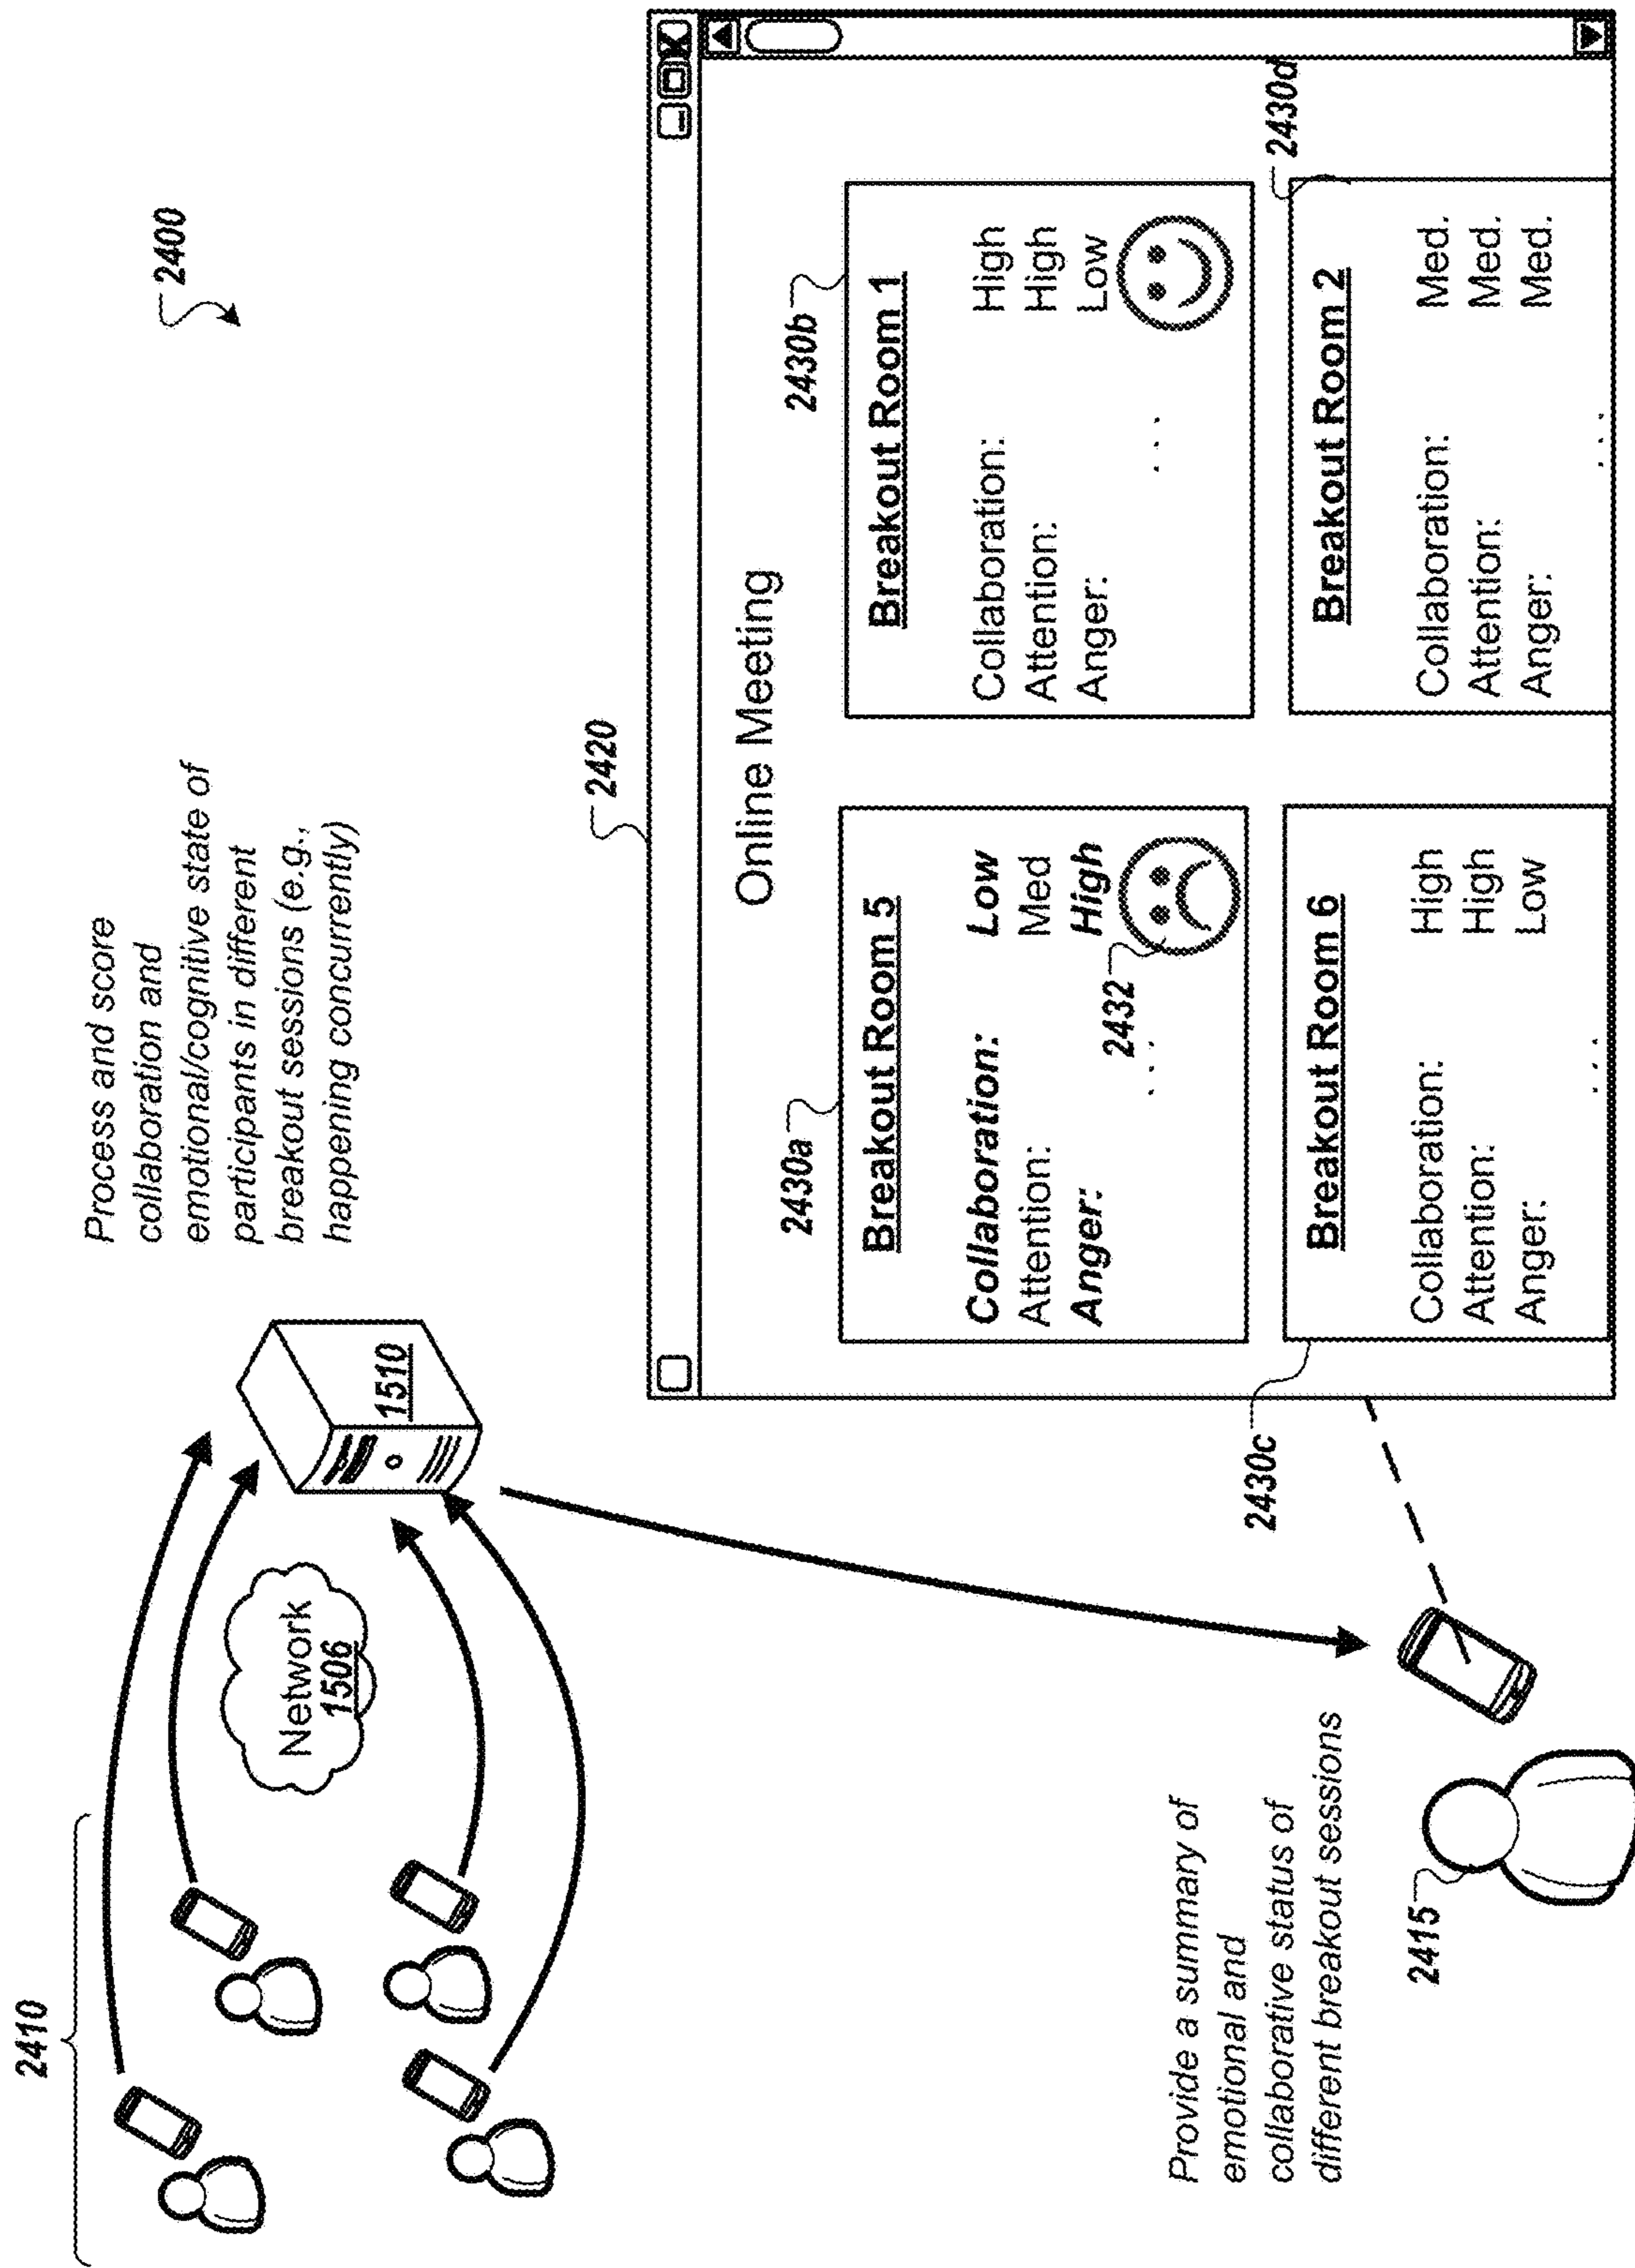 2400
2410
Network
1506
1510
Process and score
collaboration and
emotional/cognitive state of
participants in different
breakout sessions (e.g.,
happening concurrently)
2420
Online Meeting
2430a
Breakout Room 5
Collaboration: Low
Attention: Med
Anger: High
. . .
2432
2430b
Breakout Room 1
Collaboration: High
Attention: High
Anger: Low
. . .
2430c
Breakout Room 6
Collaboration: High
Attention: High
Anger: Low
. . .
2430d
Breakout Room 2
Collaboration: Med.
Attention: Med.
Anger: Med.
. . .
Provide a summary of
emotional and
collaborative status of
different breakout sessions
2415